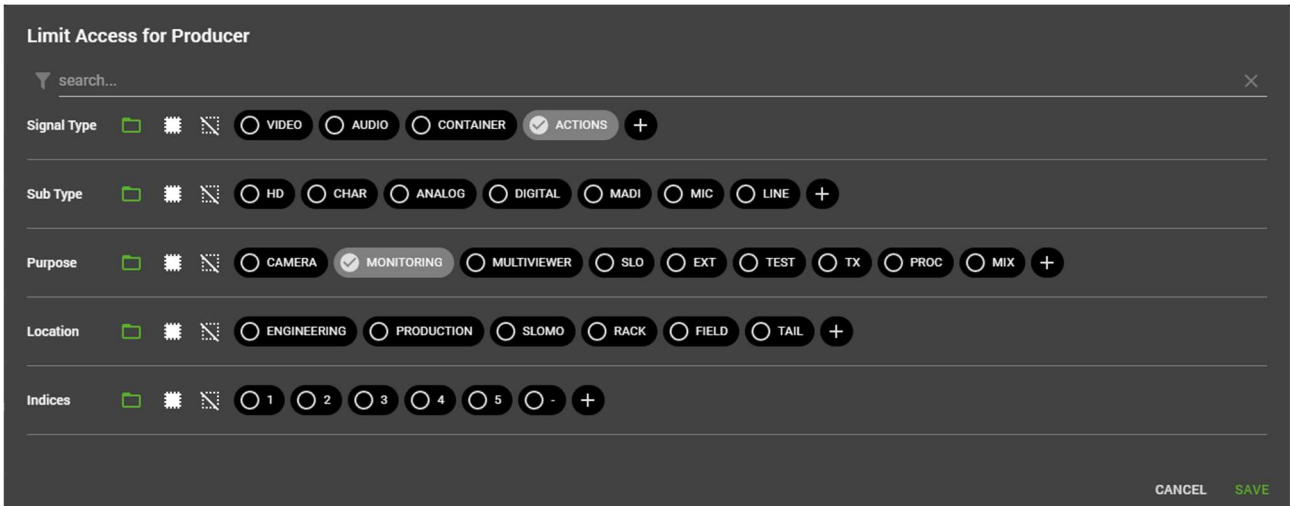 Limit Access for Producer
search...
Signal Type VIDEO AUDIO CONTAINER ACTIONS +
Sub Type HD CHAR ANALOG DIGITAL MADI MIC LINE +
Purpose CAMERA MONITORING MULTIVIEWER SLO EXT TEST TX PROC MIX +
Location ENGINEERING PRODUCTION SLOMO RACK FIELD TAIL +
Indices 1 2 3 4 5 - +
CANCEL SAVE